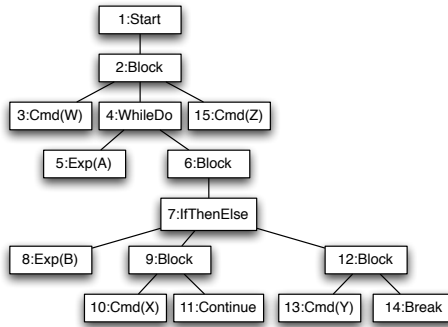 1:Start
2:Block
3:Cmd(W) 4:WhileDo 15:Cmd(Z)
5:Exp(A) 6:Block
7:IfThenElse
8:Exp(B) 9:Block 12:Block
10:Cmd(X) 11:Continue 13:Cmd(Y) 14:Break